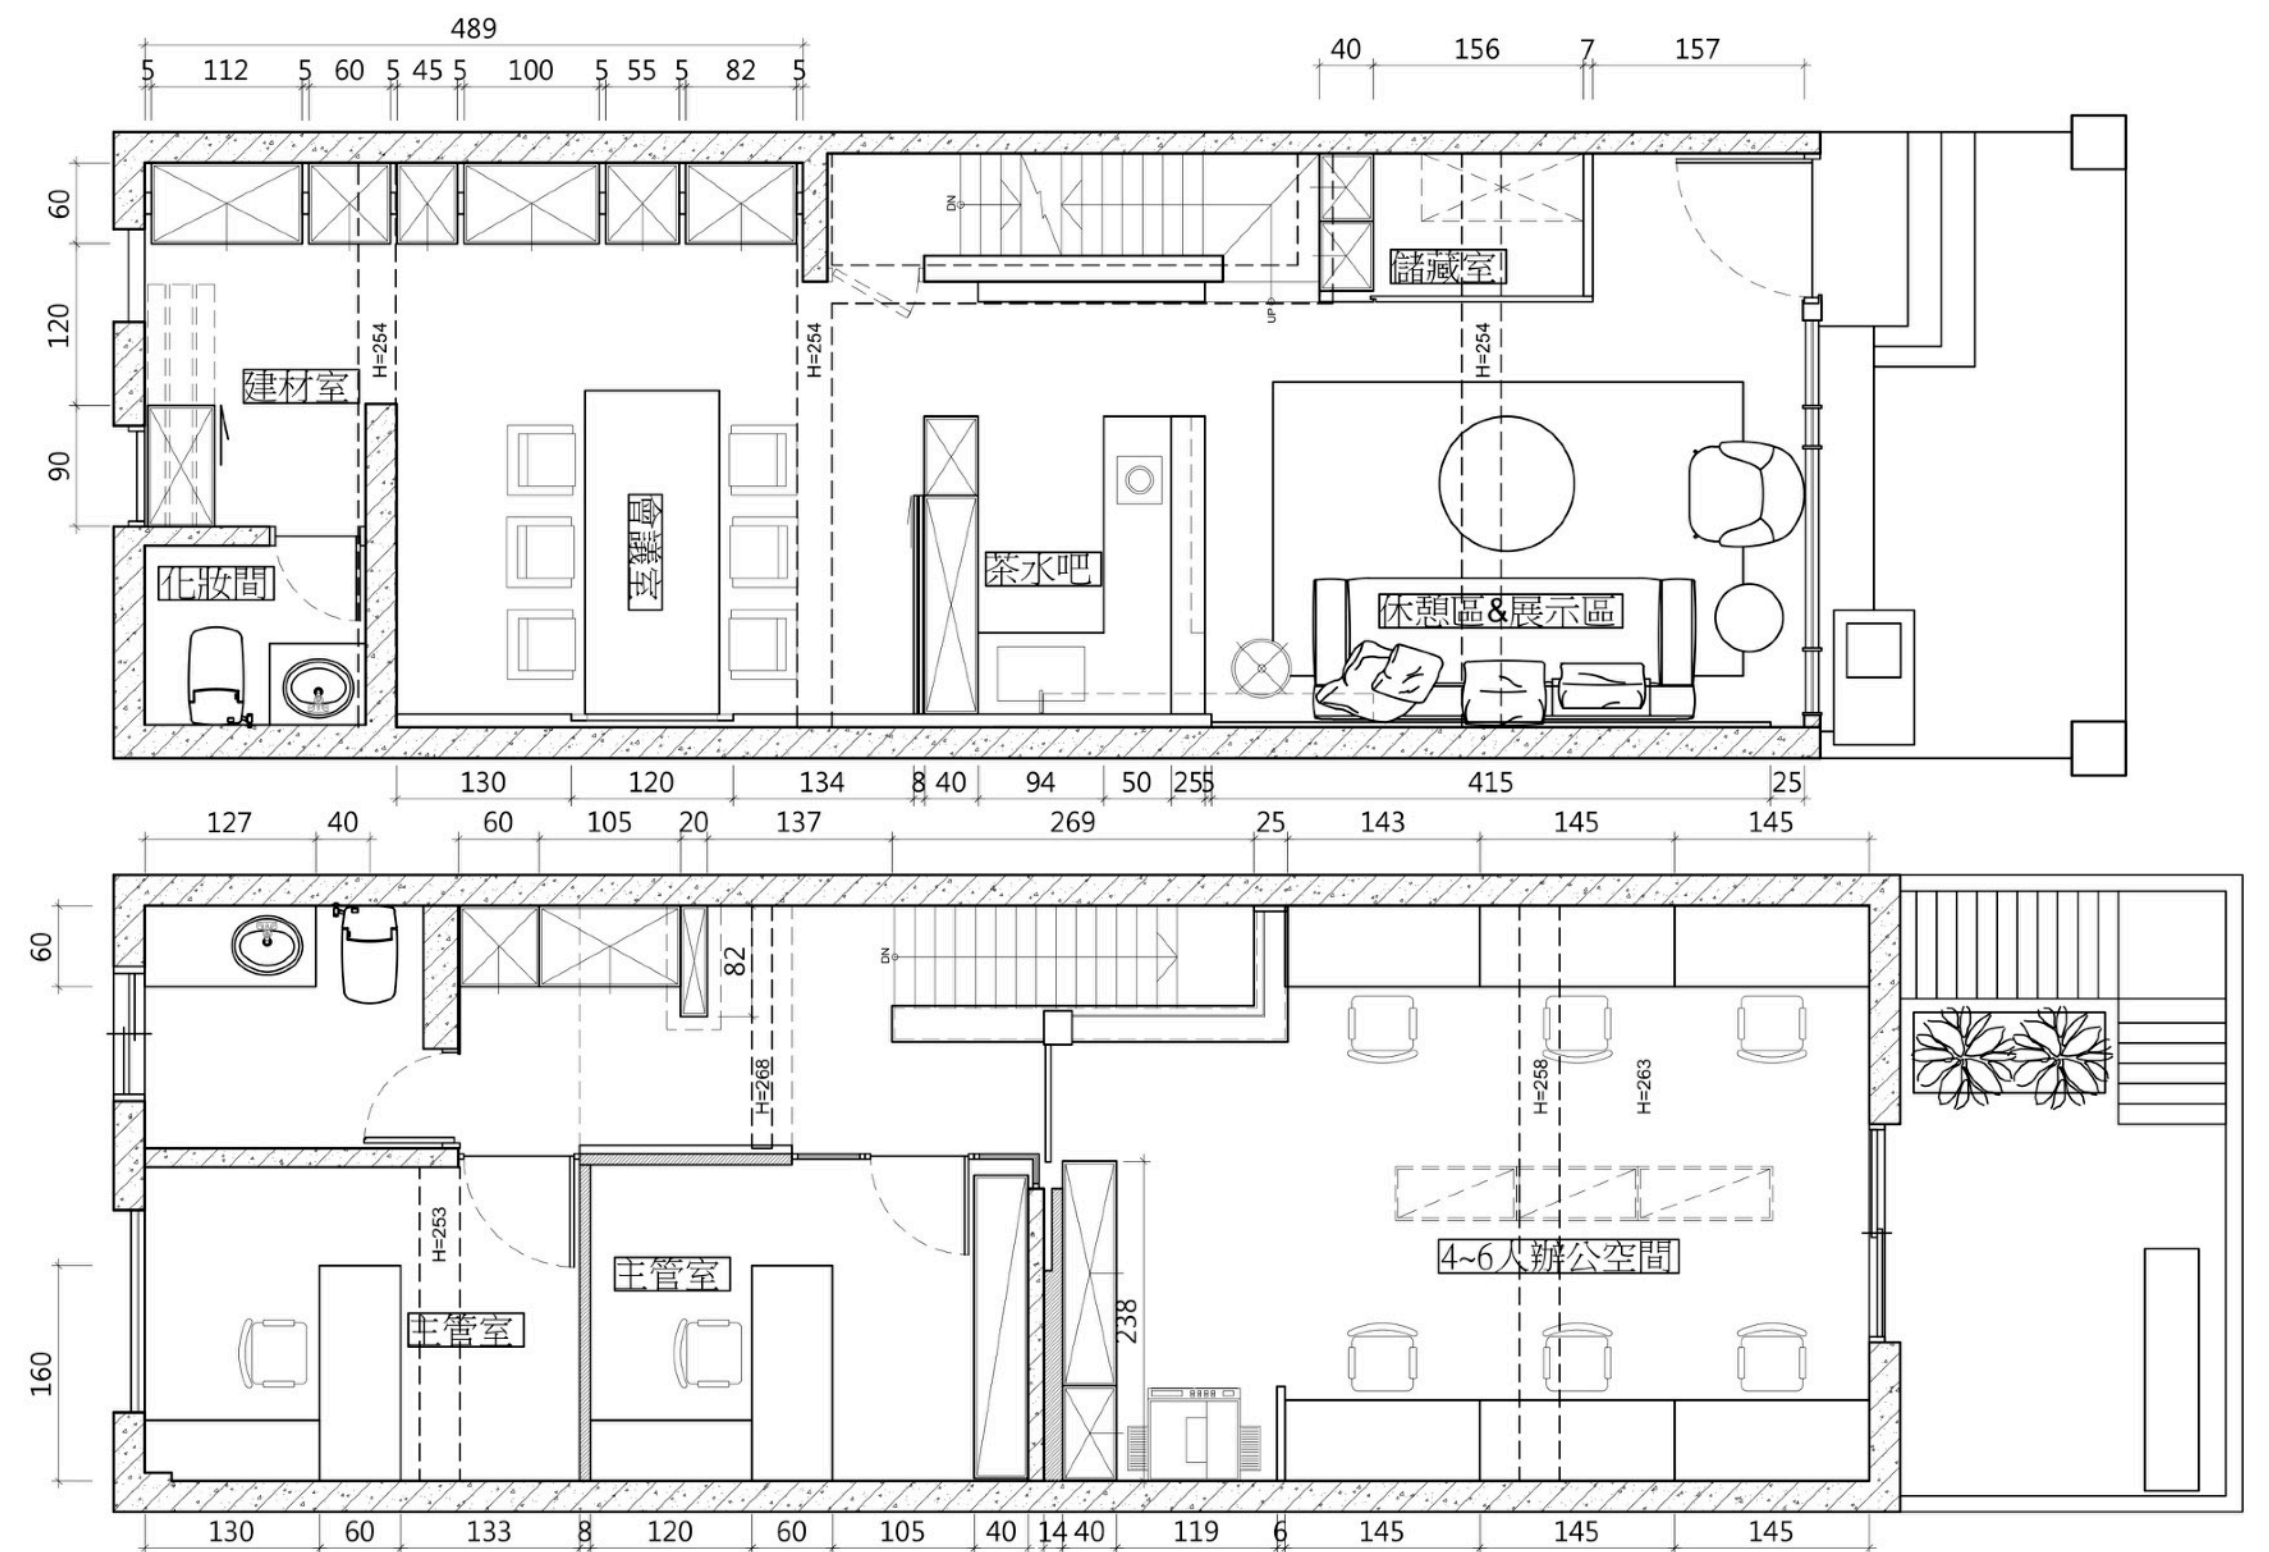 489
40 156 7 157
5 112 5 60 5 45 5 100 5 55 5 82 5
60
DN
儲藏室
120
UP
H=254
H=254
H=254
建材室
90
會議室
茶水吧
化妝間
休憩區&展示區
130 120 134 8 40 94 50 25 5 415 25
127 40 60 105 20 137 269 25 143 145 145
60
82
DN
H=268
H=258
H=263
H=253
主管室
4~6人辦公空間
主管室
238
160
130 60 133 8 120 60 105 40 14 40 119 6 145 145 145